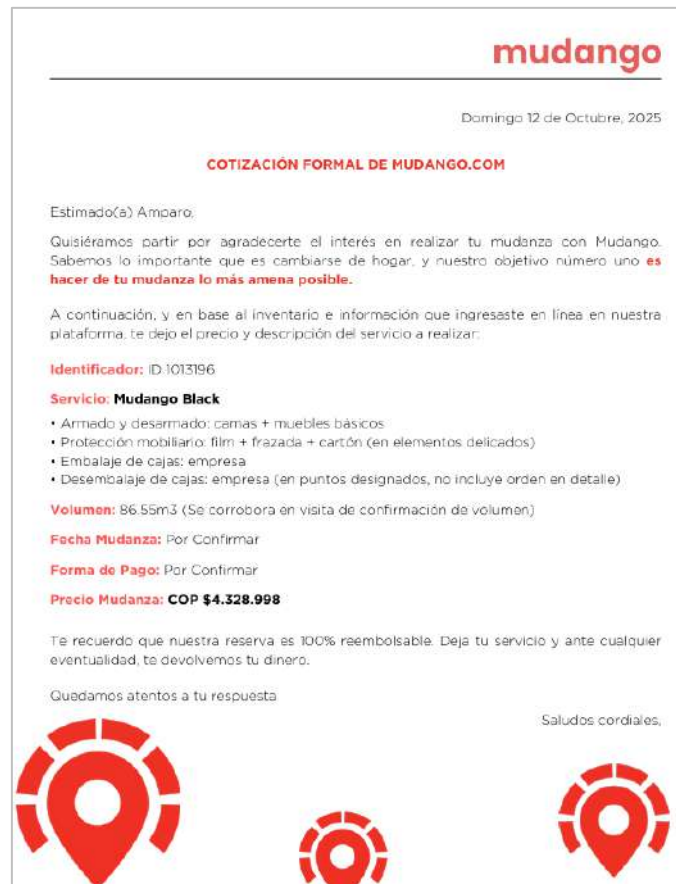 mudango
Domingo 12 de Octubre, 2025
COTIZACIÓN FORMAL DE MUDANGO.COM
Estimado(a) Amparo,
Quisiéramos partir por agradecerte el interés en realizar tu mudanza con Mudango.
Sabemos lo importante que es cambiarse de hogar, y nuestro objetivo número uno es
hacer de tu mudanza lo más amena posible.
A continuación, y en base al inventario e información que ingresaste en línea en nuestra
plataforma, te dejo el precio y descripción del servicio a realizar:
Identificador: ID.1013196
Servicio: Mudango Black
• Armado y desarmado: camas + muebles básicos
• Protección mobiliario: film + frazada + cartón (en elementos delicados)
• Embalaje de cajas: empresa
• Desembalaje de cajas: empresa (en puntos designados, no incluye orden en detalle)
Volumen: 86.55m3 (Se corrobora en visita de confirmación de volumen)
Fecha Mudanza: Por Confirmar
Forma de Pago: Por Confirmar
Precio Mudanza: COP $4.328.998
Te recuerdo que nuestra reserva es 100% reembolsable. Deja tu servicio y ante cualquier
eventualidad, te devolvemos tu dinero.
Quedamos atentos a tu respuesta
Saludos cordiales,